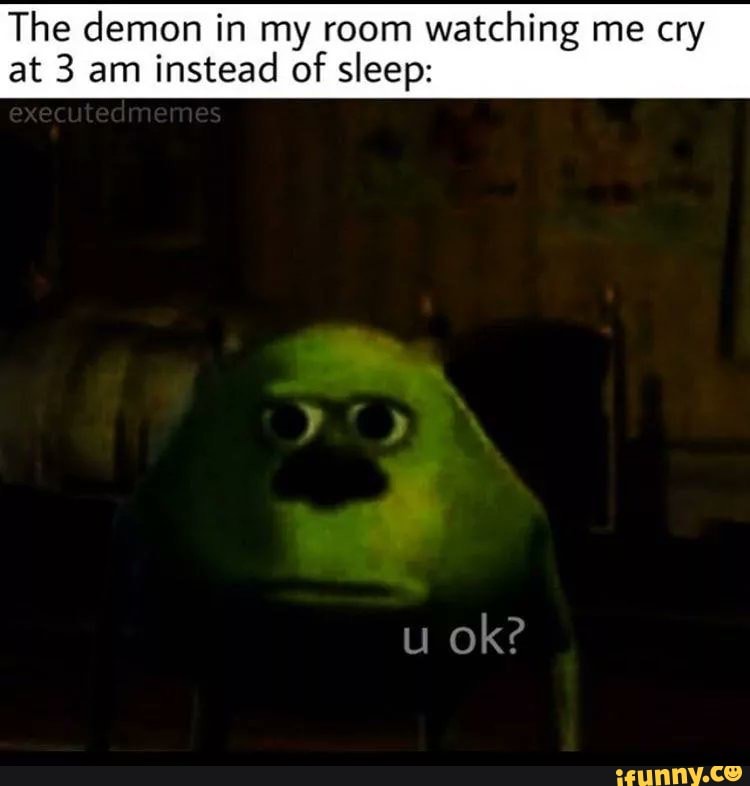 The demon in my room watching me cry
at 3 am instead of sleep:
executedmemes
u ok?
ifunny.co